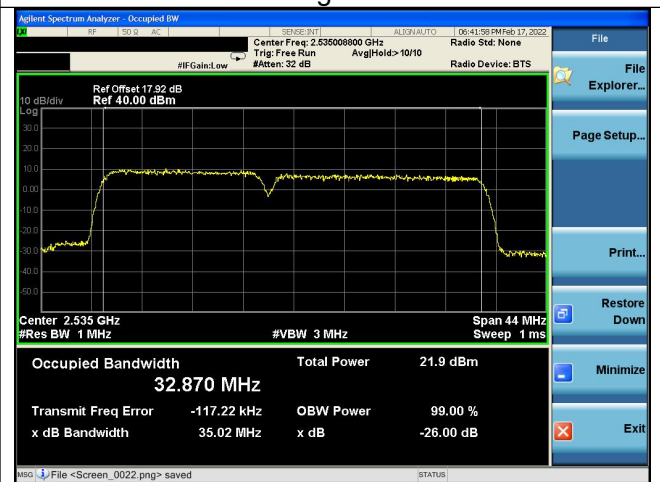 Agilent Spectrum Analyzer - Occupied BW
LXI RF 50 Ω AC SENSE:INT ALIGNAUTO 06:41:58 PM Feb 17, 2022
Center Freq: 2.535008800 GHz Radio Std: None
Trig: Free Run Avg|Hold:>10/10
#IFGain:Low #Atten: 32 dB Radio Device: BTS
Ref Offset 17.92 dB
10 dB/div Ref 40.00 dBm
Log
30.0
20.0
10.0
0.00
-10.0
-20.0
-30.0
-40.0
-50.0
Center 2.535 GHz Span 44 MHz
#Res BW 1 MHz #VBW 3 MHz Sweep 1 ms
Occupied Bandwidth Total Power 21.9 dBm
32.870 MHz
Transmit Freq Error -117.22 kHz OBW Power 99.00 %
x dB Bandwidth 35.02 MHz x dB -26.00 dB
MSG File <Screen_0022.png> saved STATUS
File
File
Explorer...
Page Setup...
Print...
Restore
Down
Minimize
Exit